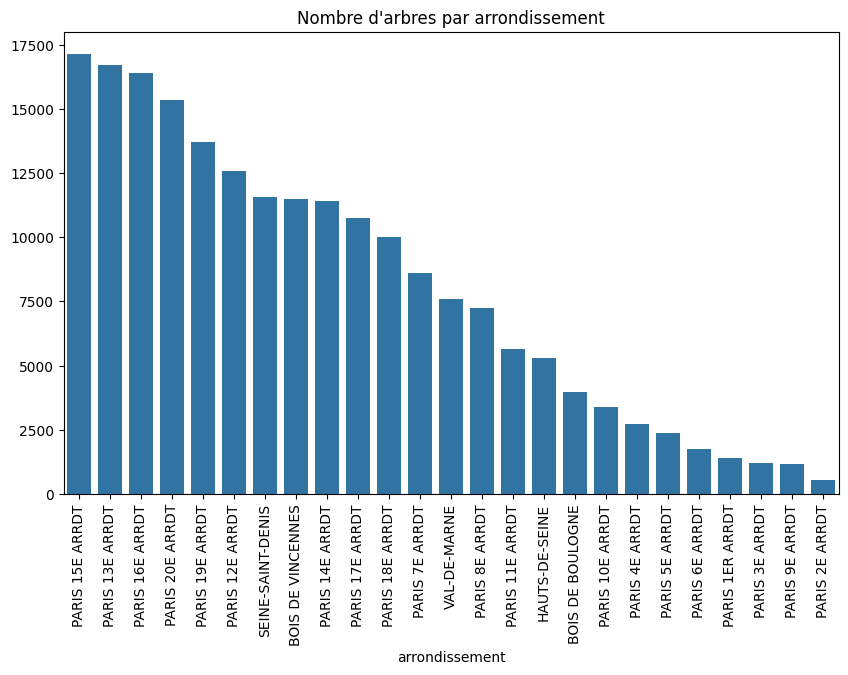 Nombre d'arbres par arrondissement
17500
15000
12500
10000
7500
5000
2500
0
PARIS 15E ARRDT
PARIS 13E ARRDT
PARIS 16E ARRDT
PARIS 20E ARRDT
PARIS 19E ARRDT
PARIS 12E ARRDT
SEINE-SAINT-DENIS
BOIS DE VINCENNES
PARIS 14E ARRDT
PARIS 17E ARRDT
PARIS 18E ARRDT
PARIS 7E ARRDT
VAL-DE-MARNE
PARIS 8E ARRDT
PARIS 11E ARRDT
HAUTS-DE-SEINE
BOIS DE BOULOGNE
PARIS 10E ARRDT
PARIS 4E ARRDT
PARIS 5E ARRDT
PARIS 6E ARRDT
PARIS 1ER ARRDT
PARIS 3E ARRDT
PARIS 9E ARRDT
PARIS 2E ARRDT
arrondissement